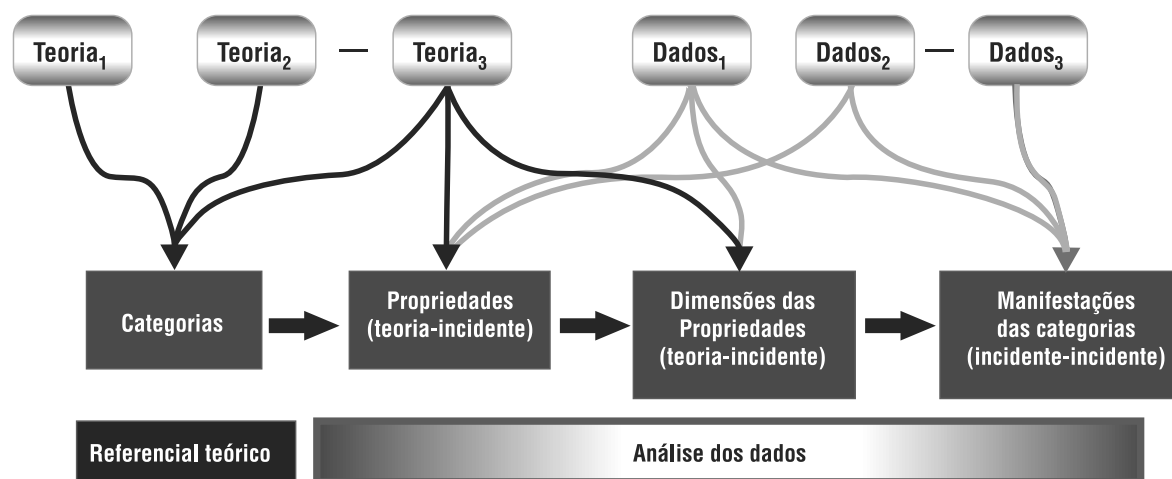 Teoria₁
Teoria₂
Teoria₃
Dados₁
Dados₂
Dados₃
Categorias
Propriedades
(teoria-incidente)
Dimensões das
Propriedades
(teoria-incidente)
Manifestações
das categorias
(incidente-incidente)
Referencial teórico
Análise dos dados